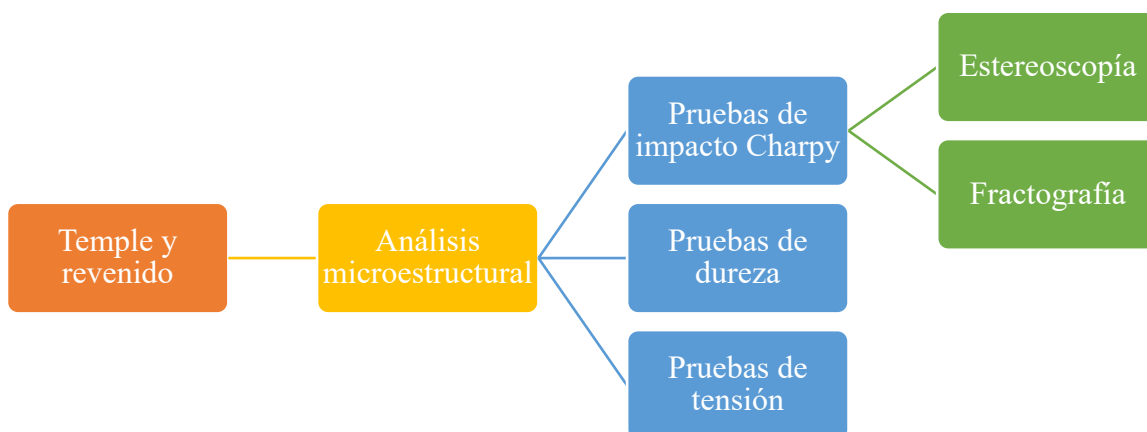 Temple y
revenido
Análisis
microestructural
Pruebas de
impacto Charpy
Pruebas de
dureza
Pruebas de
tensión
Estereoscopía
Fractografía